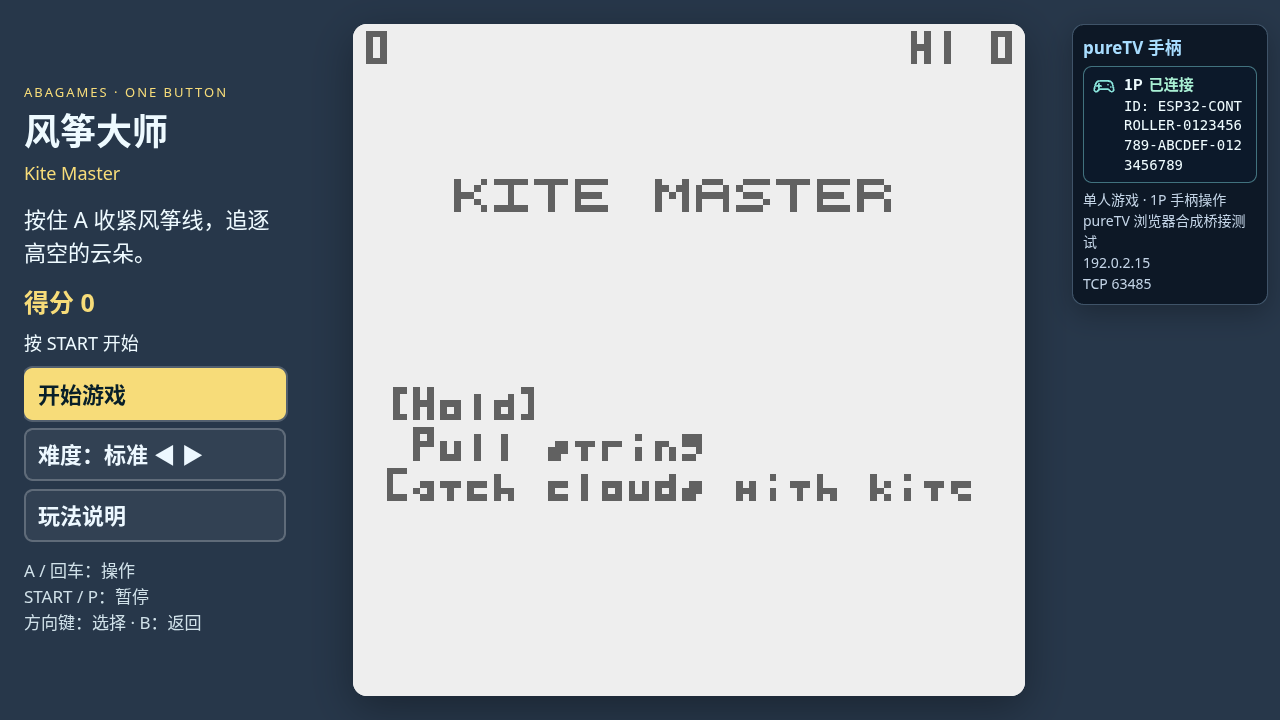 ABAGAMES · ONE BUTTON
风筝大师
Kite Master
按住 A 收紧风筝线，追逐
高空的云朵。
得分 0
按 START 开始
开始游戏
难度：标准 ◀ ▶
玩法说明
A / 回车：操作
START / P：暂停
方向键：选择 · B：返回
0
HI 0
KITE MASTER
[Hold]
Pull string
Catch clouds with kite
pureTV 手柄
1P 已连接
ID: ESP32-CONT
ROLLER-0123456
789-ABCDEF-012
3456789
单人游戏 · 1P 手柄操作
pureTV 浏览器合成桥接测
试
192.0.2.15
TCP 63485